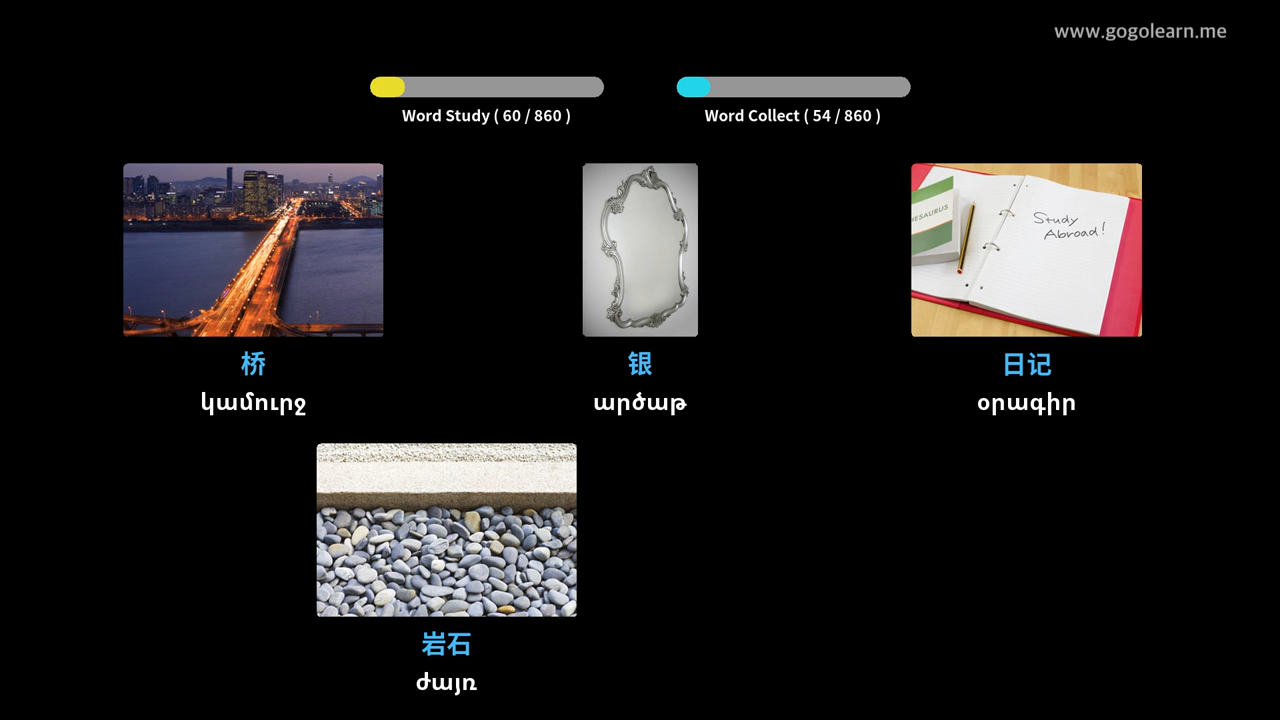 www.gogolearn.me
Word Study ( 60 / 860 )
Word Collect ( 54 / 860 )
ESAURUS
Study
Abroad!
桥
կամուրջ
银
արծաթ
日记
օրագիր
岩石
ժայռ